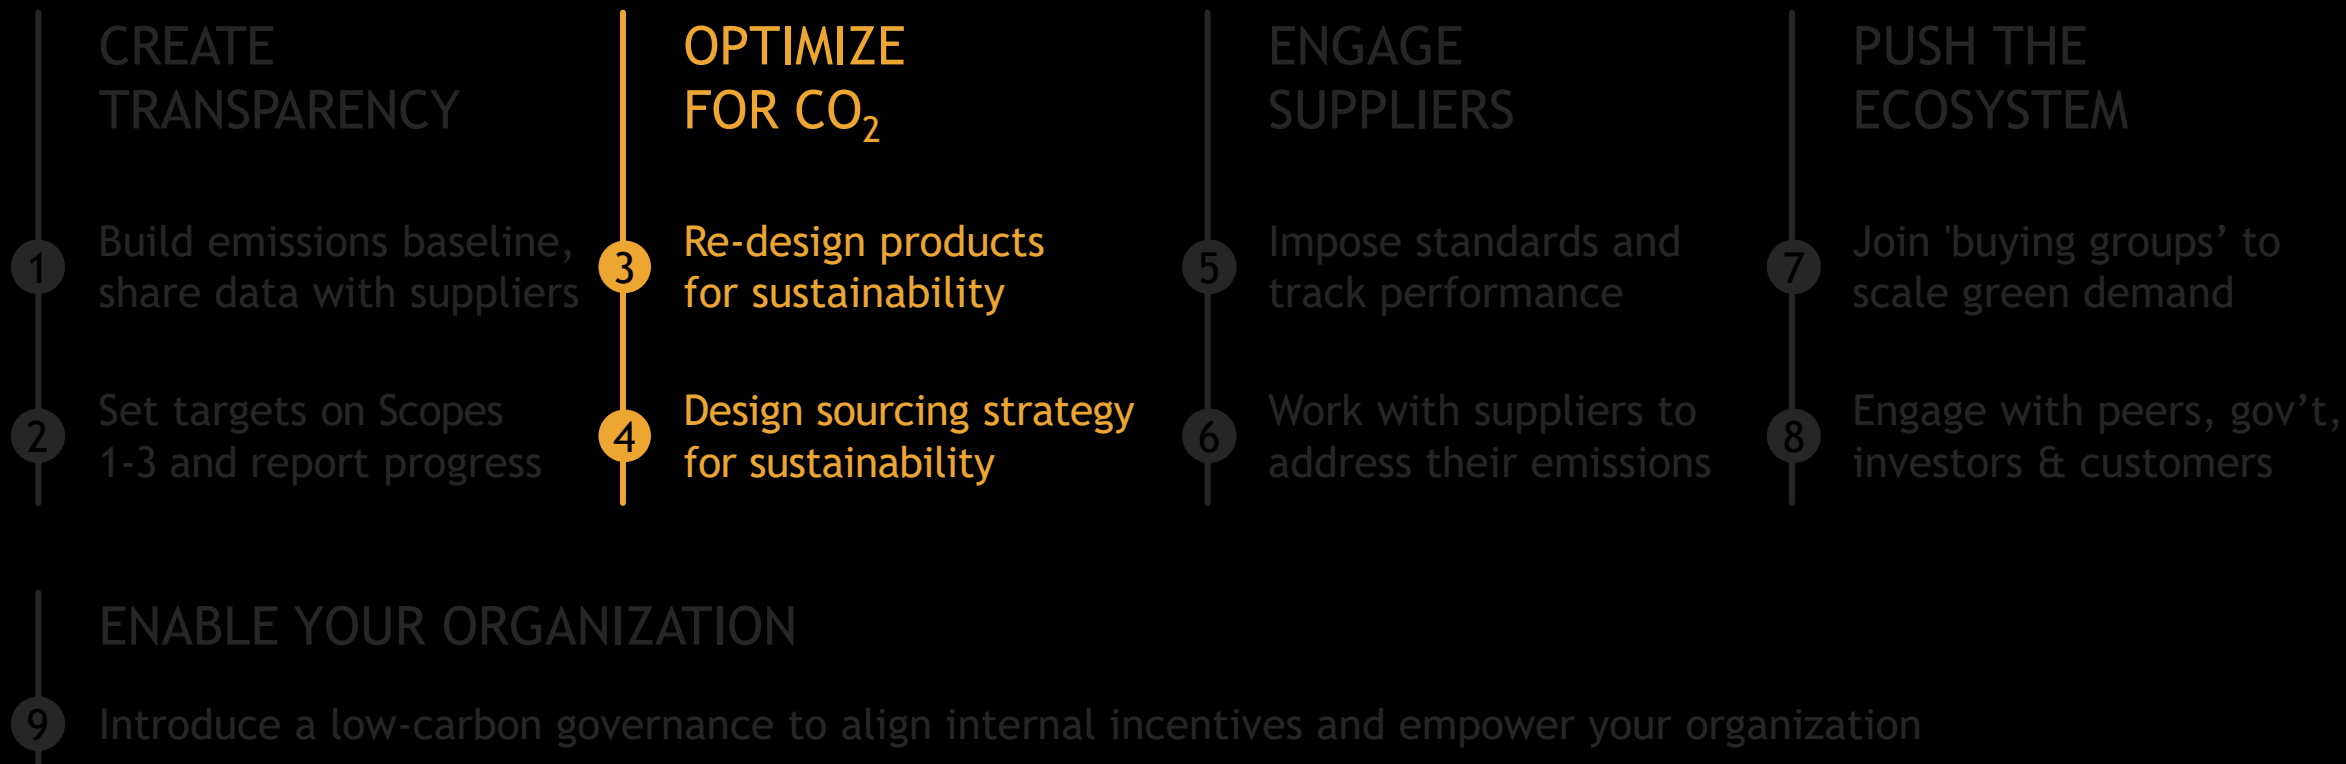 CREATE
TRANSPARENCY
1
Build emissions baseline,
share data with suppliers
2
Set targets on Scopes
1-3 and report progress
OPTIMIZE
FOR CO₂
3
Re-design products
for sustainability
4
Design sourcing strategy
for sustainability
ENGAGE
SUPPLIERS
5
Impose standards and
track performance
6
Work with suppliers to
address their emissions
PUSH THE
ECOSYSTEM
7
Join 'buying groups’ to
scale green demand
8
Engage with peers, gov’t,
investors & customers
ENABLE YOUR ORGANIZATION
9
Introduce a low-carbon governance to align internal incentives and empower your organization